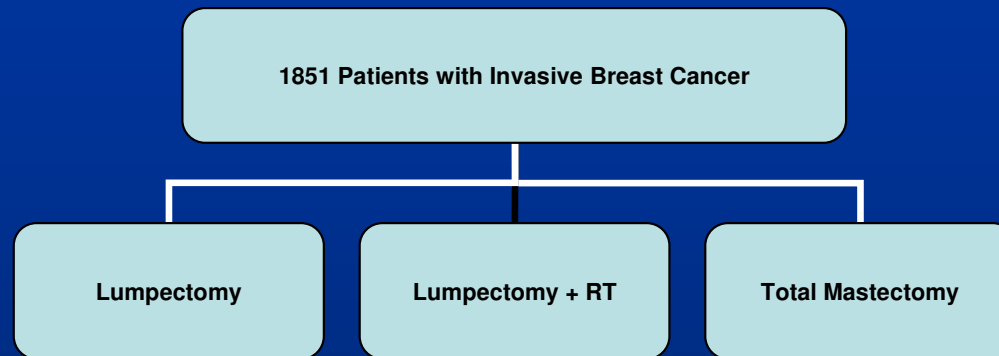 1851 Patients with Invasive Breast Cancer
Lumpectomy
Lumpectomy + RT
Total Mastectomy